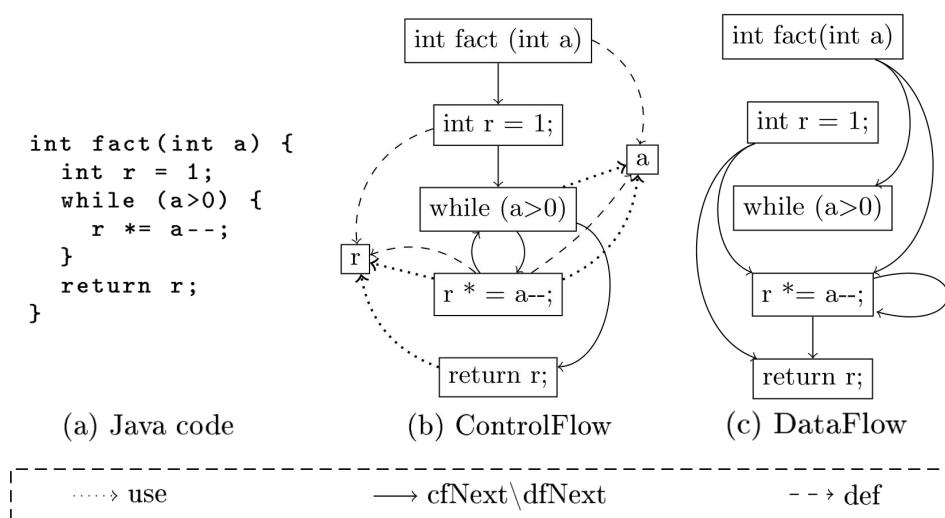 int fact(int a) {
int r = 1;
while (a>0) {
r *= a--;
}
return r;
}
(a) Java code
int fact (int a)
int r = 1;
a
while (a>0)
r
r * = a--;
return r;
(b) ControlFlow
int fact(int a)
int r = 1;
while (a>0)
r *= a--;
return r;
(c) DataFlow
use
cfNext\dfNext
def